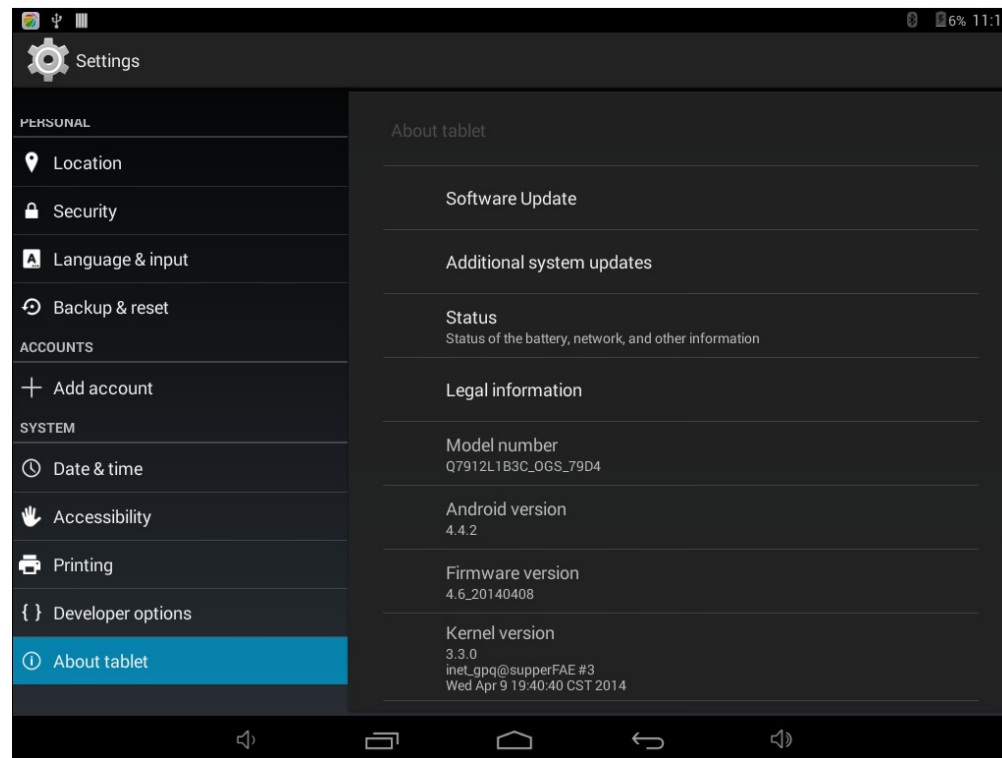 6% 11:1
Settings
PERSONAL
Location
Security
Language & input
Backup & reset
ACCOUNTS
Add account
SYSTEM
Date & time
Accessibility
Printing
{ } Developer options
About tablet
About tablet
Software Update
Additional system updates
Status
Status of the battery, network, and other information
Legal information
Model number
Q7912L1B3C_OGS_79D4
Android version
4.4.2
Firmware version
4.6_20140408
Kernel version
3.3.0
inet_gpq@supperFAE #3
Wed Apr 9 19:40:40 CST 2014